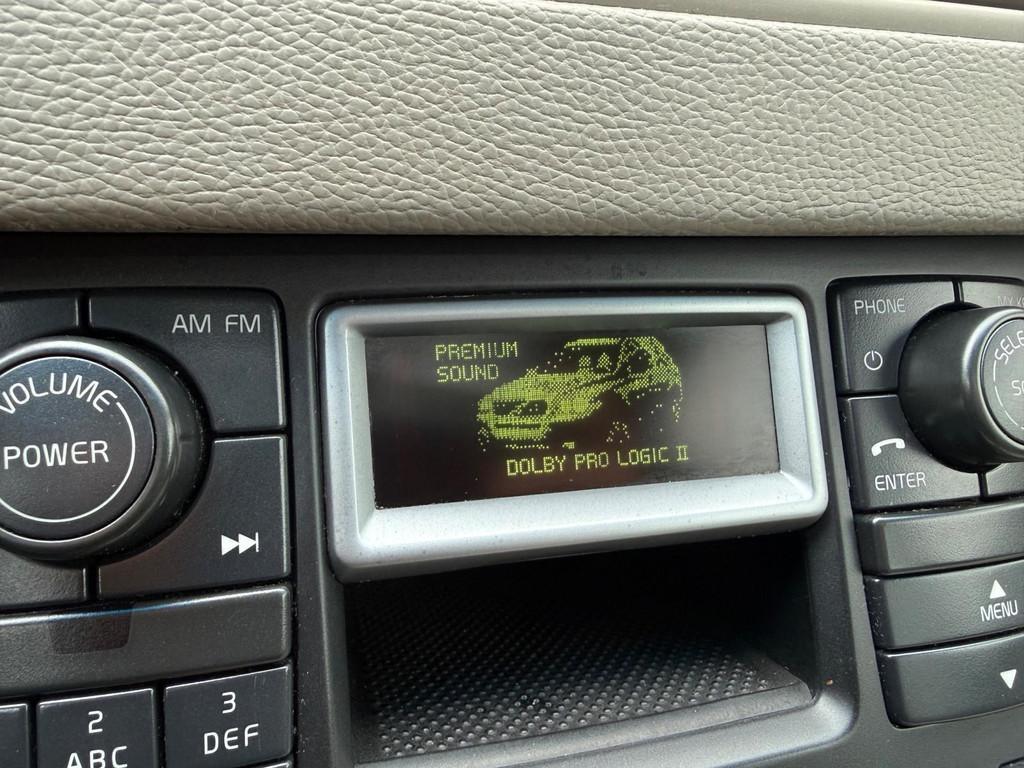 AM FM
VOLUME
POWER
2
ABC
3
DEF
PREMIUM
SOUND
DOLBY PRO LOGIC II
PHONE
ENTER
MENU